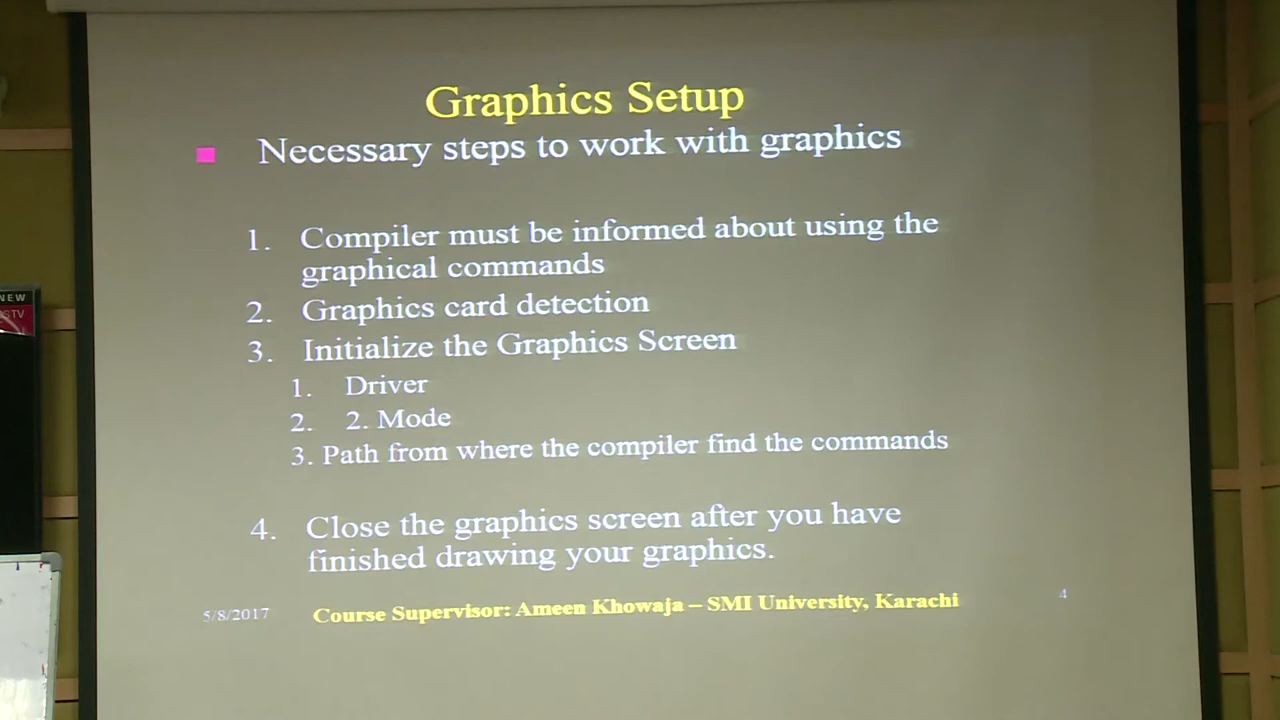 Graphics Setup
Necessary steps to work with graphics
1. Compiler must be informed about using the
graphical commands
2. Graphics card detection
3. Initialize the Graphics Screen
1. Driver
2. 2. Mode
3. Path from where the compiler find the commands
4. Close the graphics screen after you have
finished drawing your graphics.
5/8/2017
Course Supervisor: Ameen Khowaja – SMI University, Karachi
4
NEW
STV